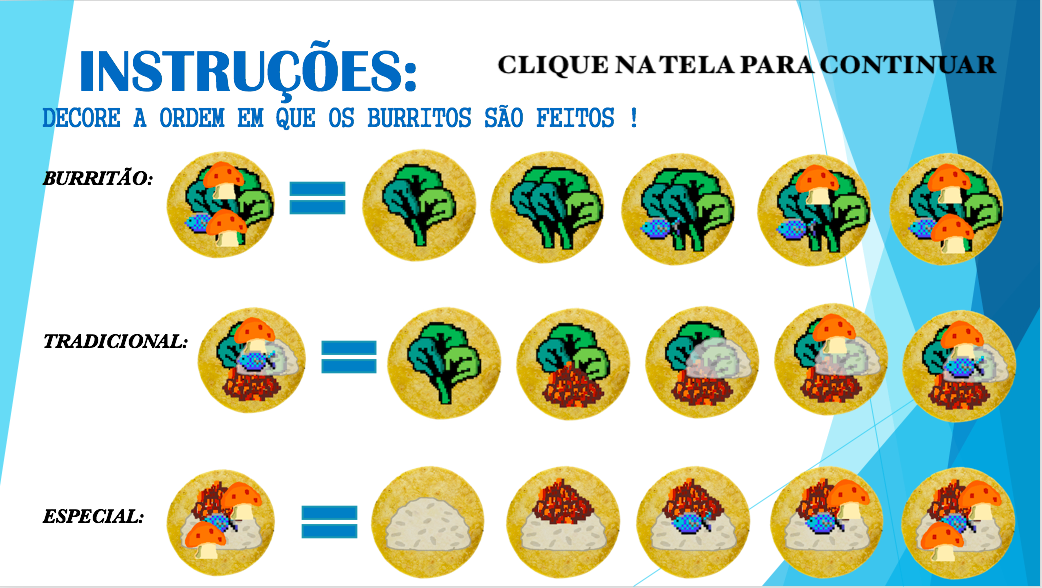 INSTRUÇÕES:
CLIQUE NA TELA PARA CONTINUAR
DECORE A ORDEM EM QUE OS BURRITOS SÃO FEITOS !
BURRITÃO:
TRADICIONAL:
ESPECIAL: